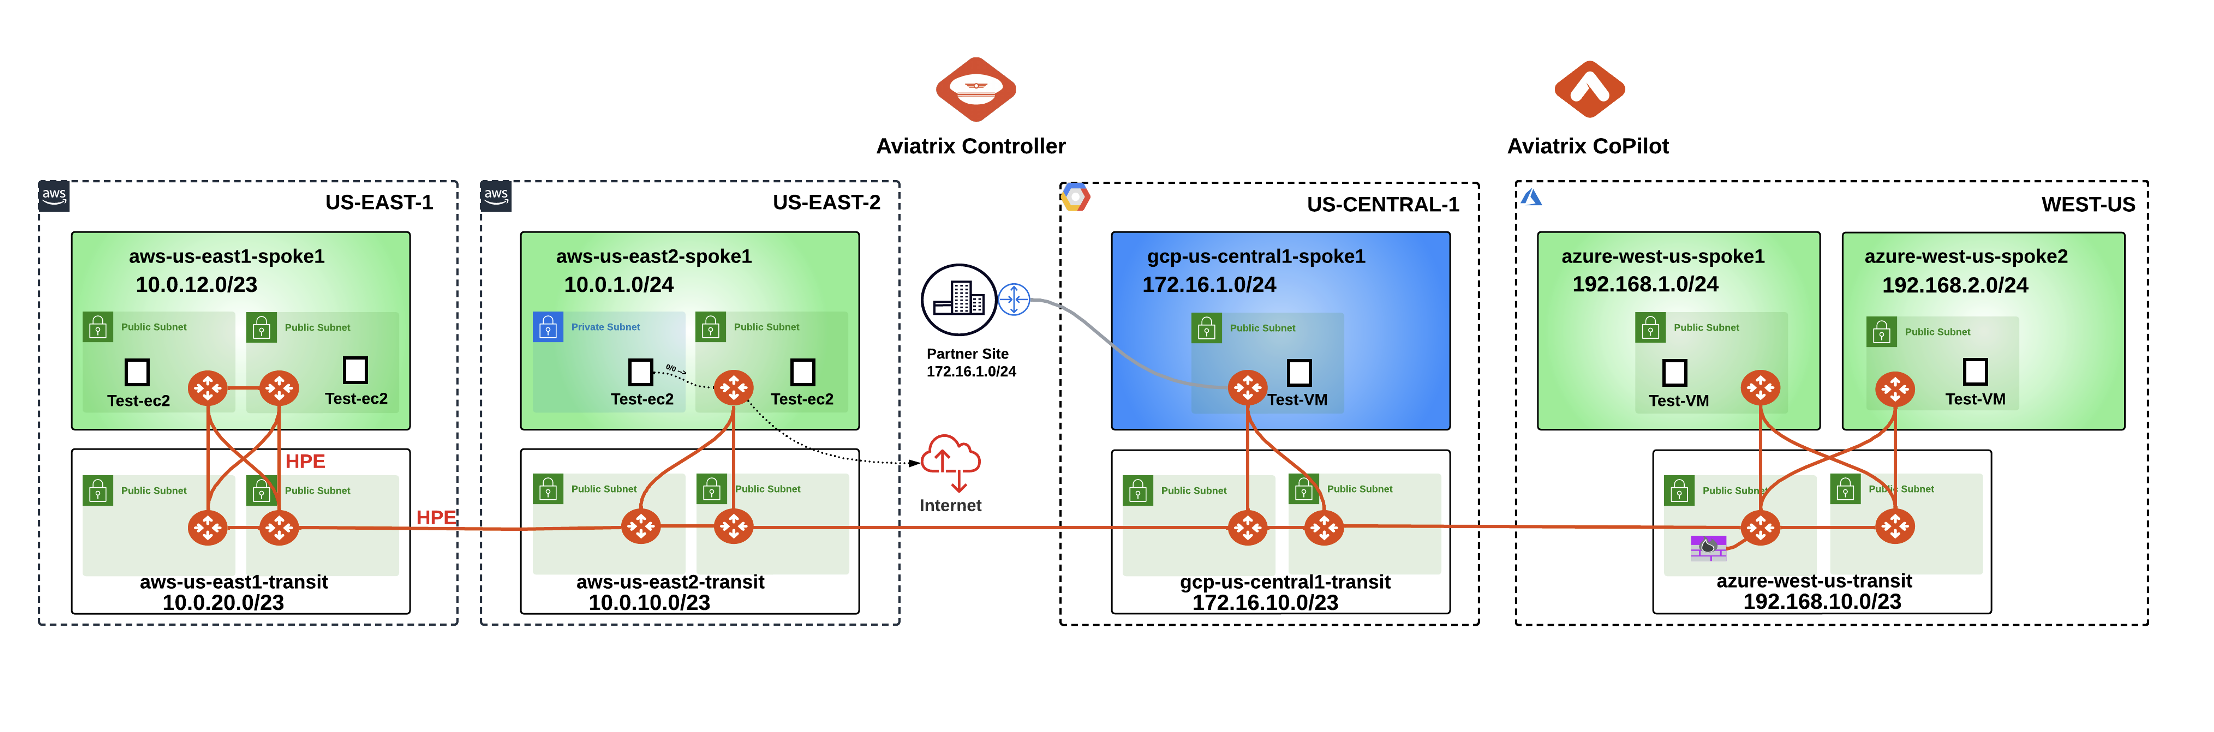 Aviatrix Controller
Aviatrix CoPilot
aws
US-EAST-1
aws-us-east1-spoke1
10.0.12.0/23
Public Subnet
Public Subnet
Test-ec2
Test-ec2
HPE
Public Subnet
Public Subnet
HPE
aws-us-east1-transit
10.0.20.0/23
aws
US-EAST-2
aws-us-east2-spoke1
10.0.1.0/24
Private Subnet
Public Subnet
0/0 ->
Test-ec2
Test-ec2
Public Subnet
Public Subnet
aws-us-east2-transit
10.0.10.0/23
Partner Site
172.16.1.0/24
Internet
US-CENTRAL-1
gcp-us-central1-spoke1
172.16.1.0/24
Public Subnet
Test-VM
Public Subnet
Public Subnet
gcp-us-central1-transit
172.16.10.0/23
WEST-US
azure-west-us-spoke1
192.168.1.0/24
Public Subnet
Test-VM
azure-west-us-spoke2
192.168.2.0/24
Public Subnet
Test-VM
Public Subnet
Public Subnet
azure-west-us-transit
192.168.10.0/23